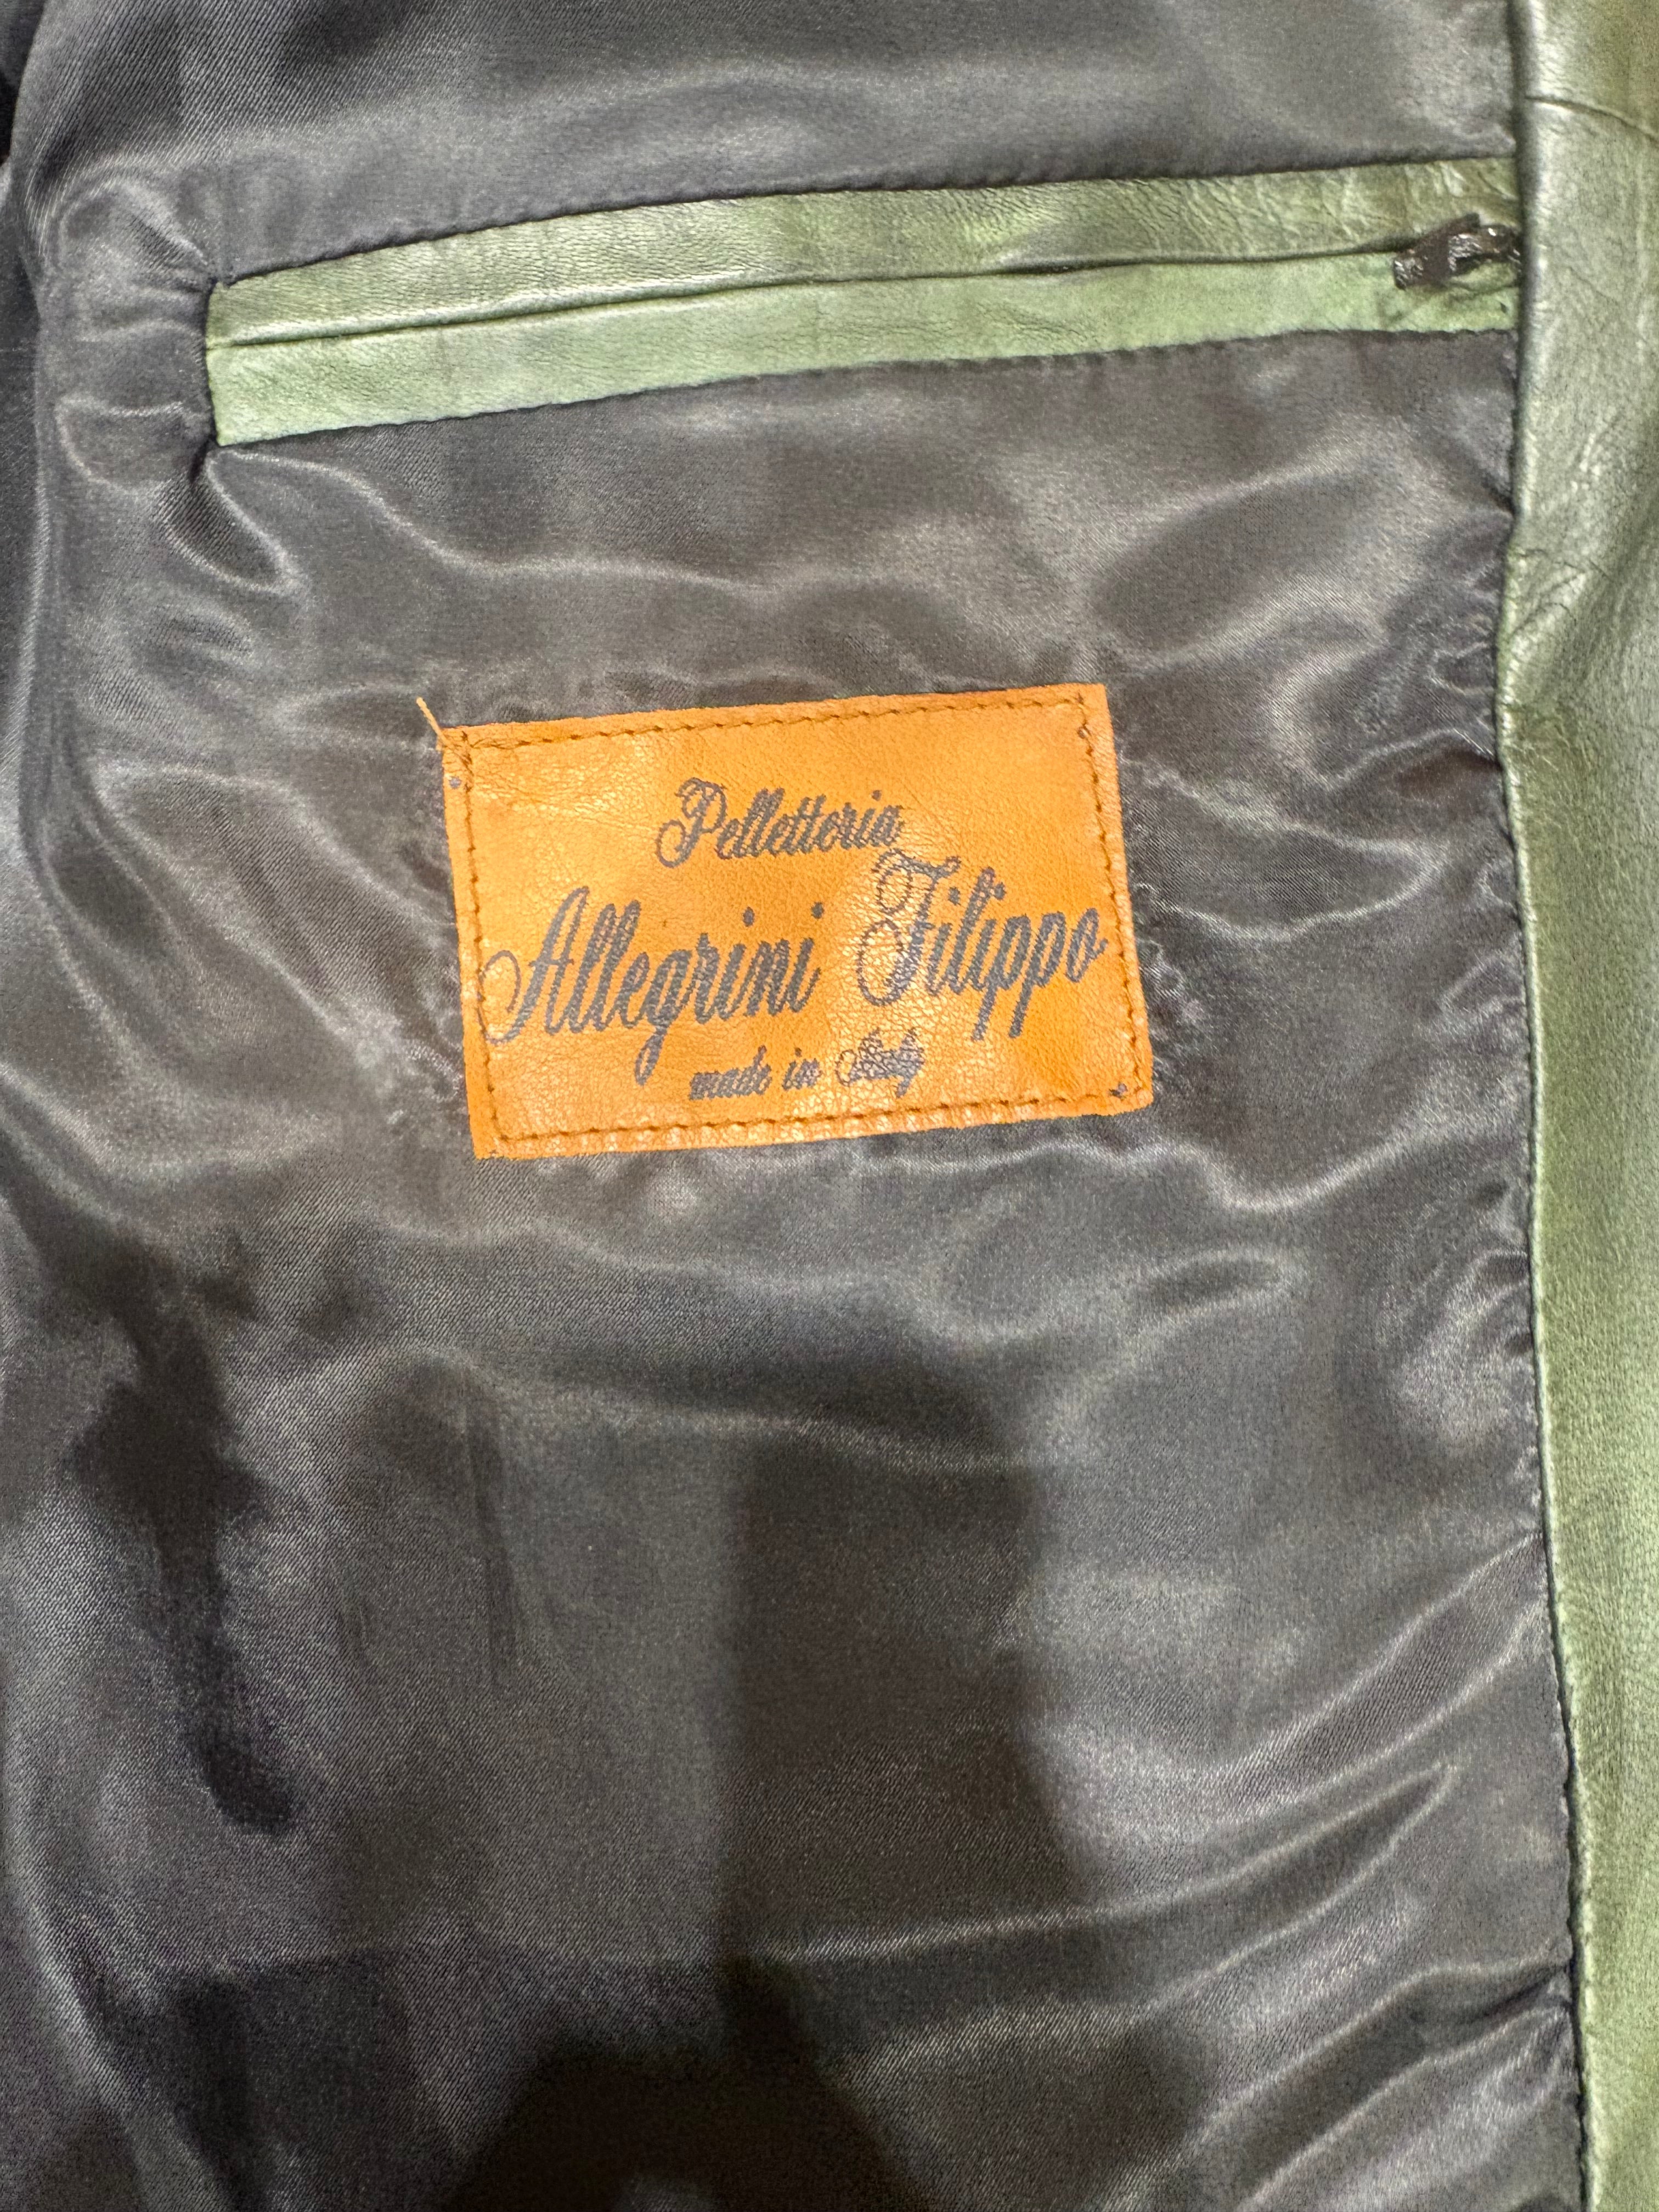 Pelletteria
Allegrini Filippo
made in Italy